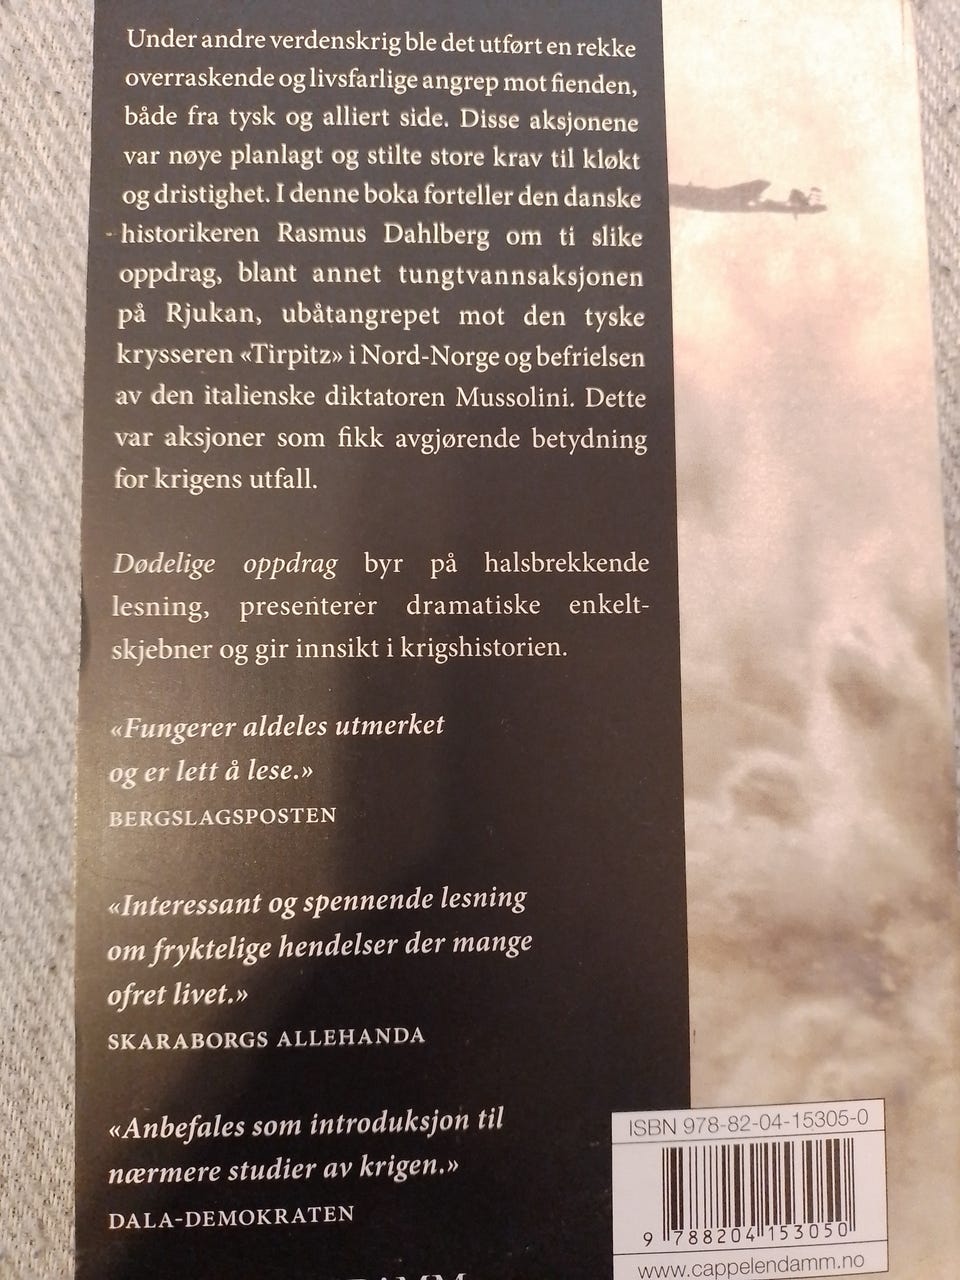 Under andre verdenskrig ble det utført en rekke
overraskende og livsfarlige angrep mot fienden,
både fra tysk og alliert side. Disse aksjonene
var nøye planlagt og stilte store krav til kløkt
og dristighet. I denne boka forteller den danske
historikeren Rasmus Dahlberg om ti slike
oppdrag, blant annet tungtvannsaksjonen
på Rjukan, ubåtangrepet mot den tyske
krysseren «Tirpitz» i Nord-Norge og befrielsen
av den italienske diktatoren Mussolini. Dette
var aksjoner som fikk avgjørende betydning
for krigens utfall.
Dødelige oppdrag byr på halsbrekkende
lesning, presenterer dramatiske enkelt-
skjebner og gir innsikt i krigshistorien.
«Fungerer aldeles utmerket
og er lett å lese.»
BERGSLAGSPOSTEN
«Interessant og spennende lesning
om fryktelige hendelser der mange
ofret livet.»
SKARABORGS ALLEHANDA
«Anbefales som introduksjon til
nærmere studier av krigen.»
DALA-DEMOKRATEN
ISBN 978-82-04-15305-0
9 788204 153050
www.cappelendamm.no